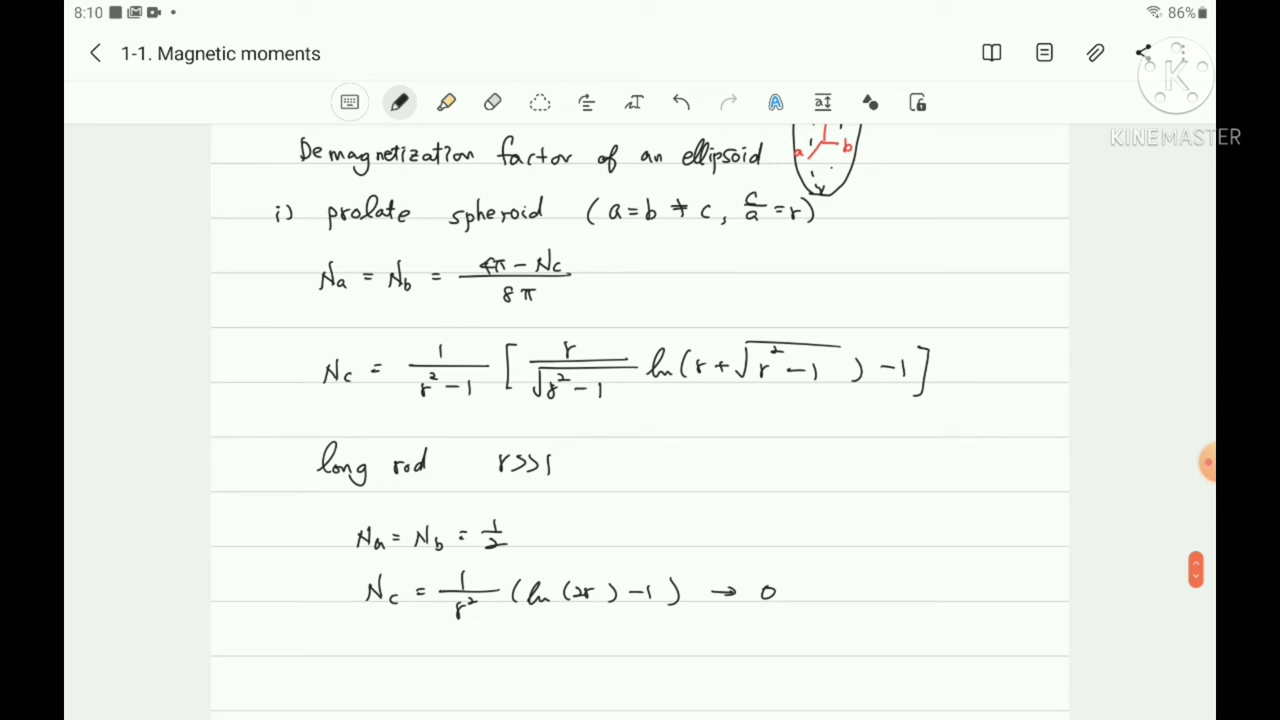 8:10
86%
1-1. Magnetic moments
KINEMASTER
Demagnetization factor of an ellipsoid
a b
i) prolate spheroid ( a = b ≠ c, c/a = r)
Na = Nb = (4π - Nc)/(8π)
Nc = 1/(r² - 1) [ r/√(r² - 1) ln(r + √(r² - 1)) - 1 ]
long rod r >> 1
Na = Nb = 1/2
Nc = 1/r² (ln (2r) - 1) → 0